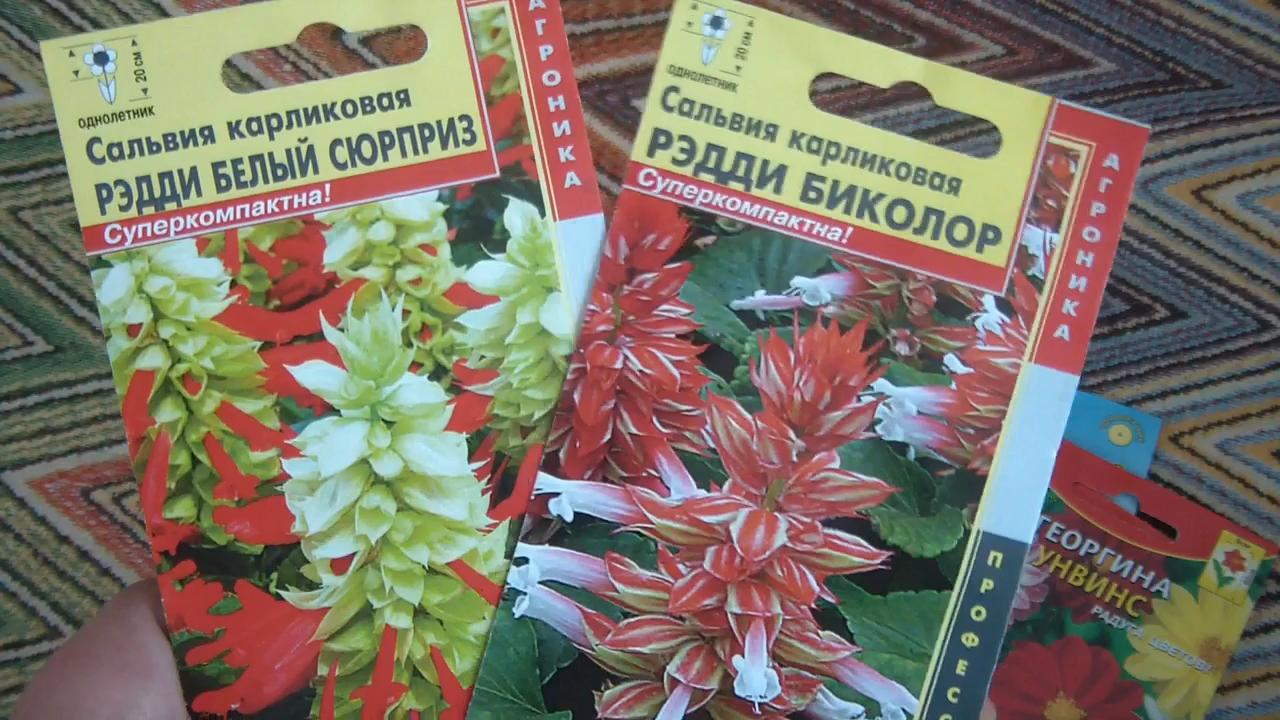 20 см
однолетник
Сальвия карликовая
РЭДДИ БЕЛЫЙ СЮРПРИЗ
Суперкомпактна!
АГРОНИКА
20 см
однолетник
Сальвия карликовая
РЭДДИ БИКОЛОР
Суперкомпактна!
АГРОНИКА
ПРОФЕСС
ГЕОРГИНА
УНВИНС
РАДУГА ЦВЕТОВ